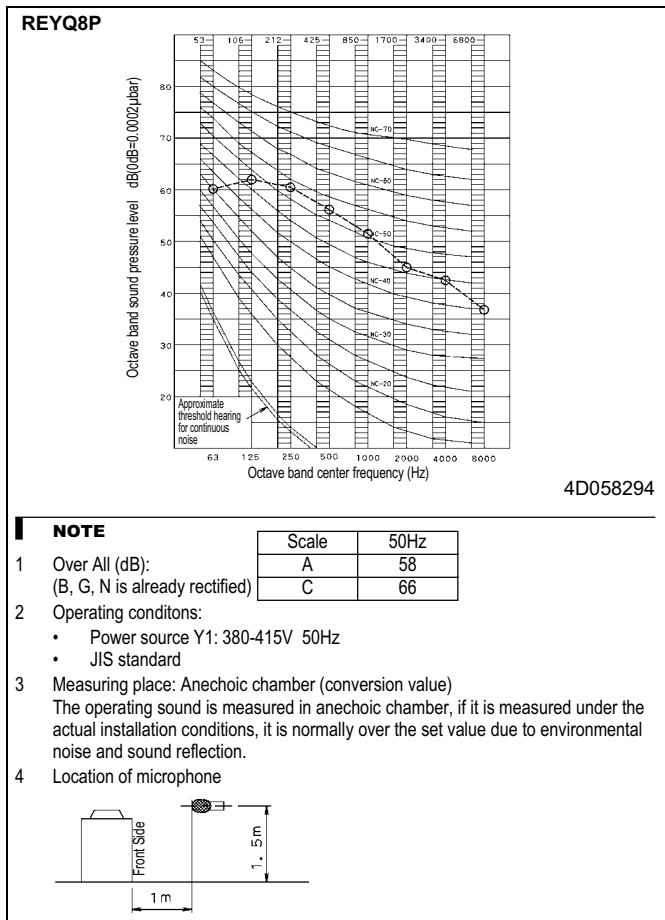 REYQ8P
53 106 212 425 850 1700 3400 6800
Octave band sound pressure level dB(0dB=0.0002µbar)
80
70
60
50
40
30
20
NC-70
NC-60
NC-50
NC-40
NC-30
NC-20
Approximate
threshold hearing
for continuous
noise
63 125 250 500 1000 2000 4000 8000
Octave band center frequency (Hz)
4D058294
NOTE
1 Over All (dB):
(B, G, N is already rectified)
Scale 50Hz
A 58
C 66
2 Operating conditons:
• Power source Y1: 380-415V 50Hz
• JIS standard
3 Measuring place: Anechoic chamber (conversion value)
The operating sound is measured in anechoic chamber, if it is measured under the
actual installation conditions, it is normally over the set value due to environmental
noise and sound reflection.
4 Location of microphone
Front Side
1.5m
1 m